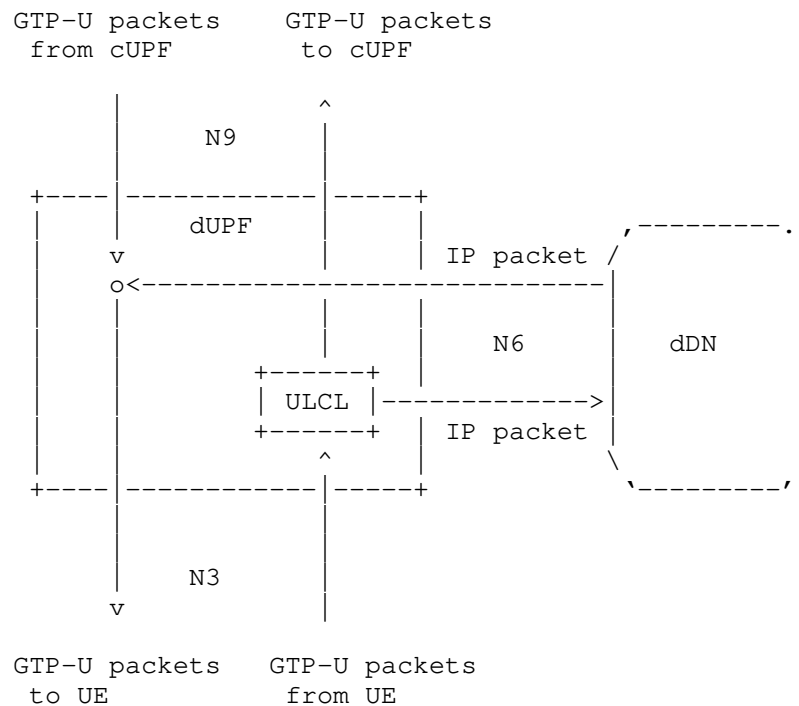 GTP-U packets GTP-U packets
from cUPF to cUPF
N9
dUPF
IP packet
N6 dDN
ULCL
IP packet
N3
GTP-U packets GTP-U packets
to UE from UE